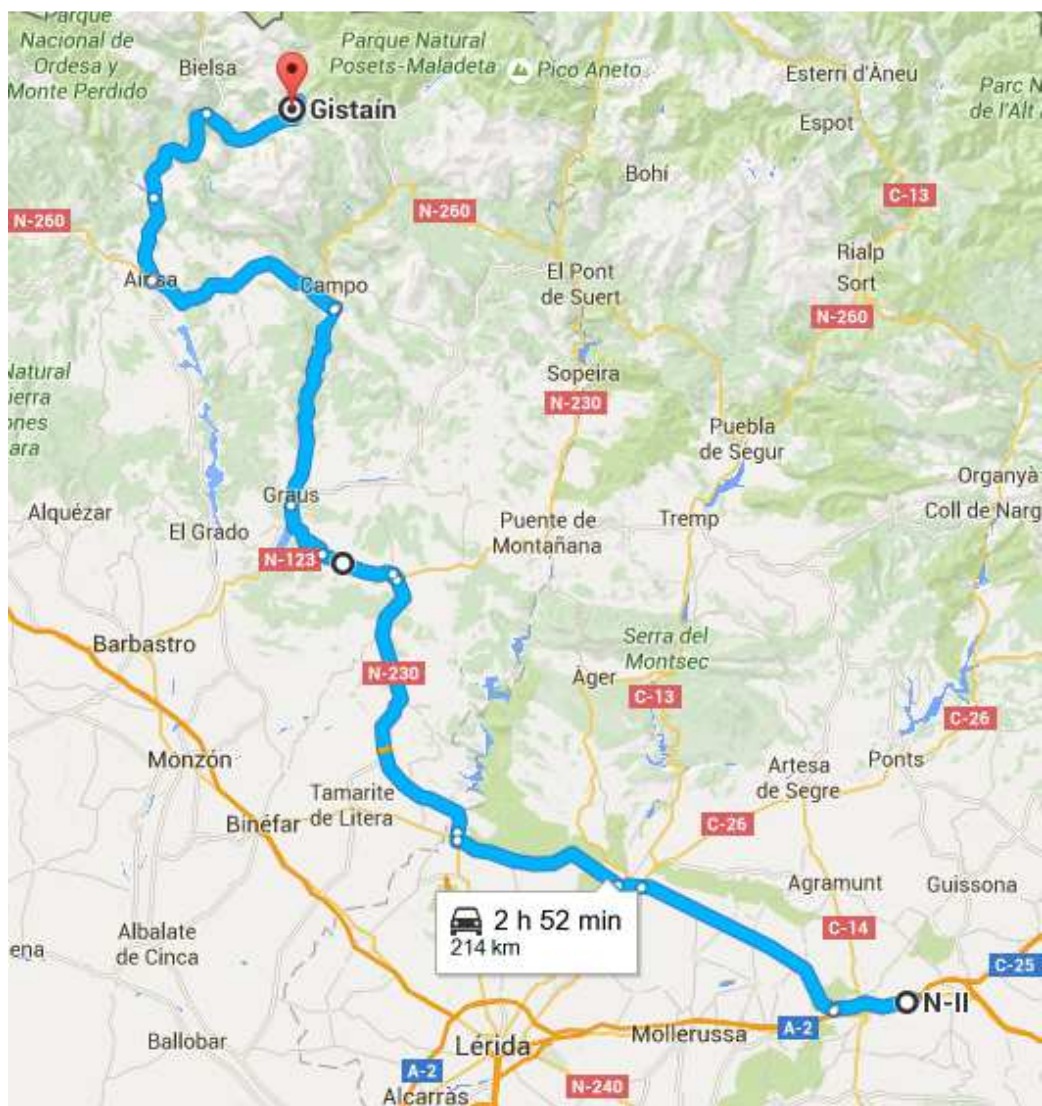 Parque
Nacional de
Ordesa y
Monte Perdido
Bielsa
Parque Natural
Posets-Maladeta
Pico Aneto
Esterri d'Àneu
Parc N
de l'Alt
Gistaín
Espot
Bohí
C-13
N-260
N-260
Rialp
Sort
N-260
El Pont
de Suert
Campo
Natural
ierra
ones
ara
Sopeira
N-230
Puebla
de Segur
Organyà
Coll de Narg
Graus
Alquézar
El Grado
Puente de
Montañana
Tremp
N-123
Barbastro
Serra del
Montsec
N-230
Àger
C-13
C-26
Monzón
Ponts
Artesa
de Segre
Tamarite
de Litera
Binéfar
C-26
Agramunt
Guissona
2 h 52 min
214 km
C-14
Albalate
de Cinca
ena
C-25
N-II
Mollerussa
A-2
Ballobar
Lérida
A-2
N-240
Alcarràs